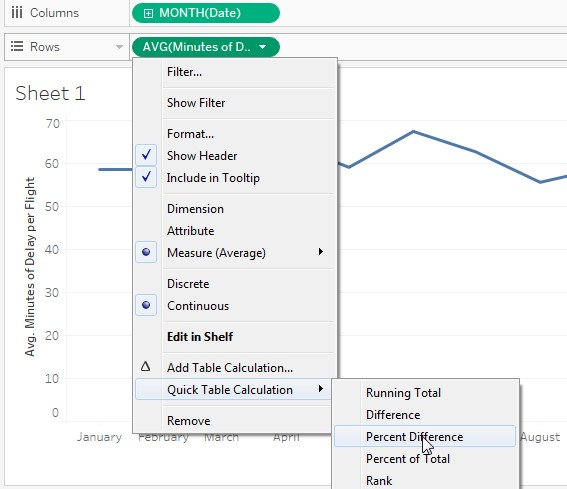 Columns
MONTH(Date)
Rows
AVG(Minutes of D..
Sheet 1
Filter...
Show Filter
Format...
Show Header
Include in Tooltip
Dimension
Attribute
Measure (Average)
Discrete
Continuous
Edit in Shelf
Add Table Calculation...
Quick Table Calculation
Remove
Running Total
Difference
Percent Difference
Percent of Total
Rank
Avg. Minutes of Delay per Flight
70
60
50
40
30
20
10
0
January
February
March
April
August